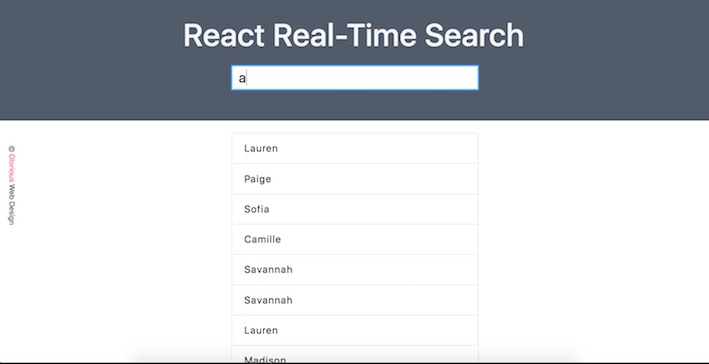 React Real-Time Search
a
Lauren
Paige
Sofia
Camille
Savannah
Savannah
Lauren
Madison
@ Glorious Web Design